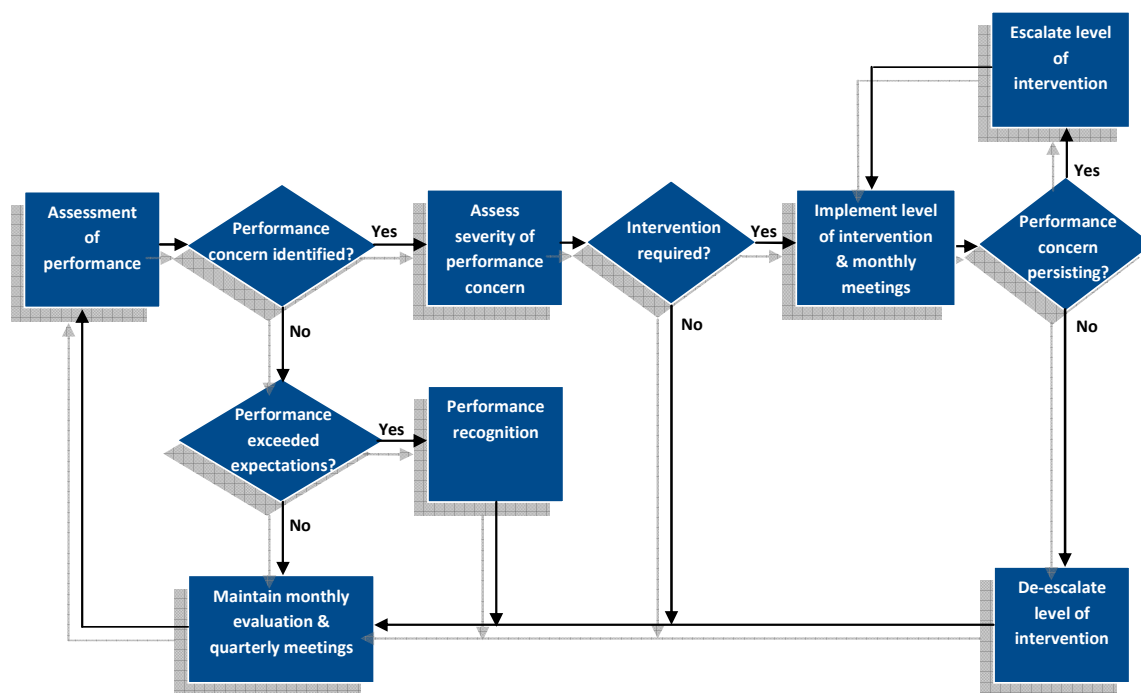 Escalate level
of
intervention
Yes
Assessment
of
performance
Performance
concern identified?
Yes
Assess
severity of
performance
concern
Intervention
required?
Yes
Implement level
of intervention
& monthly
meetings
Performance
concern
persisting?
No
No
No
Performance
exceeded
expectations?
Yes
Performance
recognition
No
Maintain monthly
evaluation &
quarterly meetings
De-escalate
level of
intervention